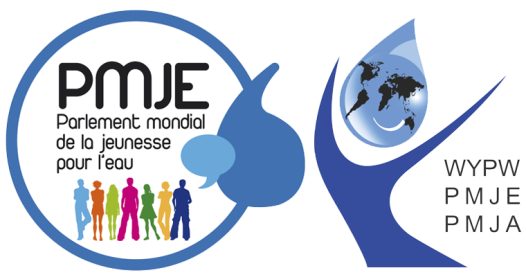 PMJE
Parlement mondial
de la jeunesse
pour l'eau
WYPW
PMJE
PMJA